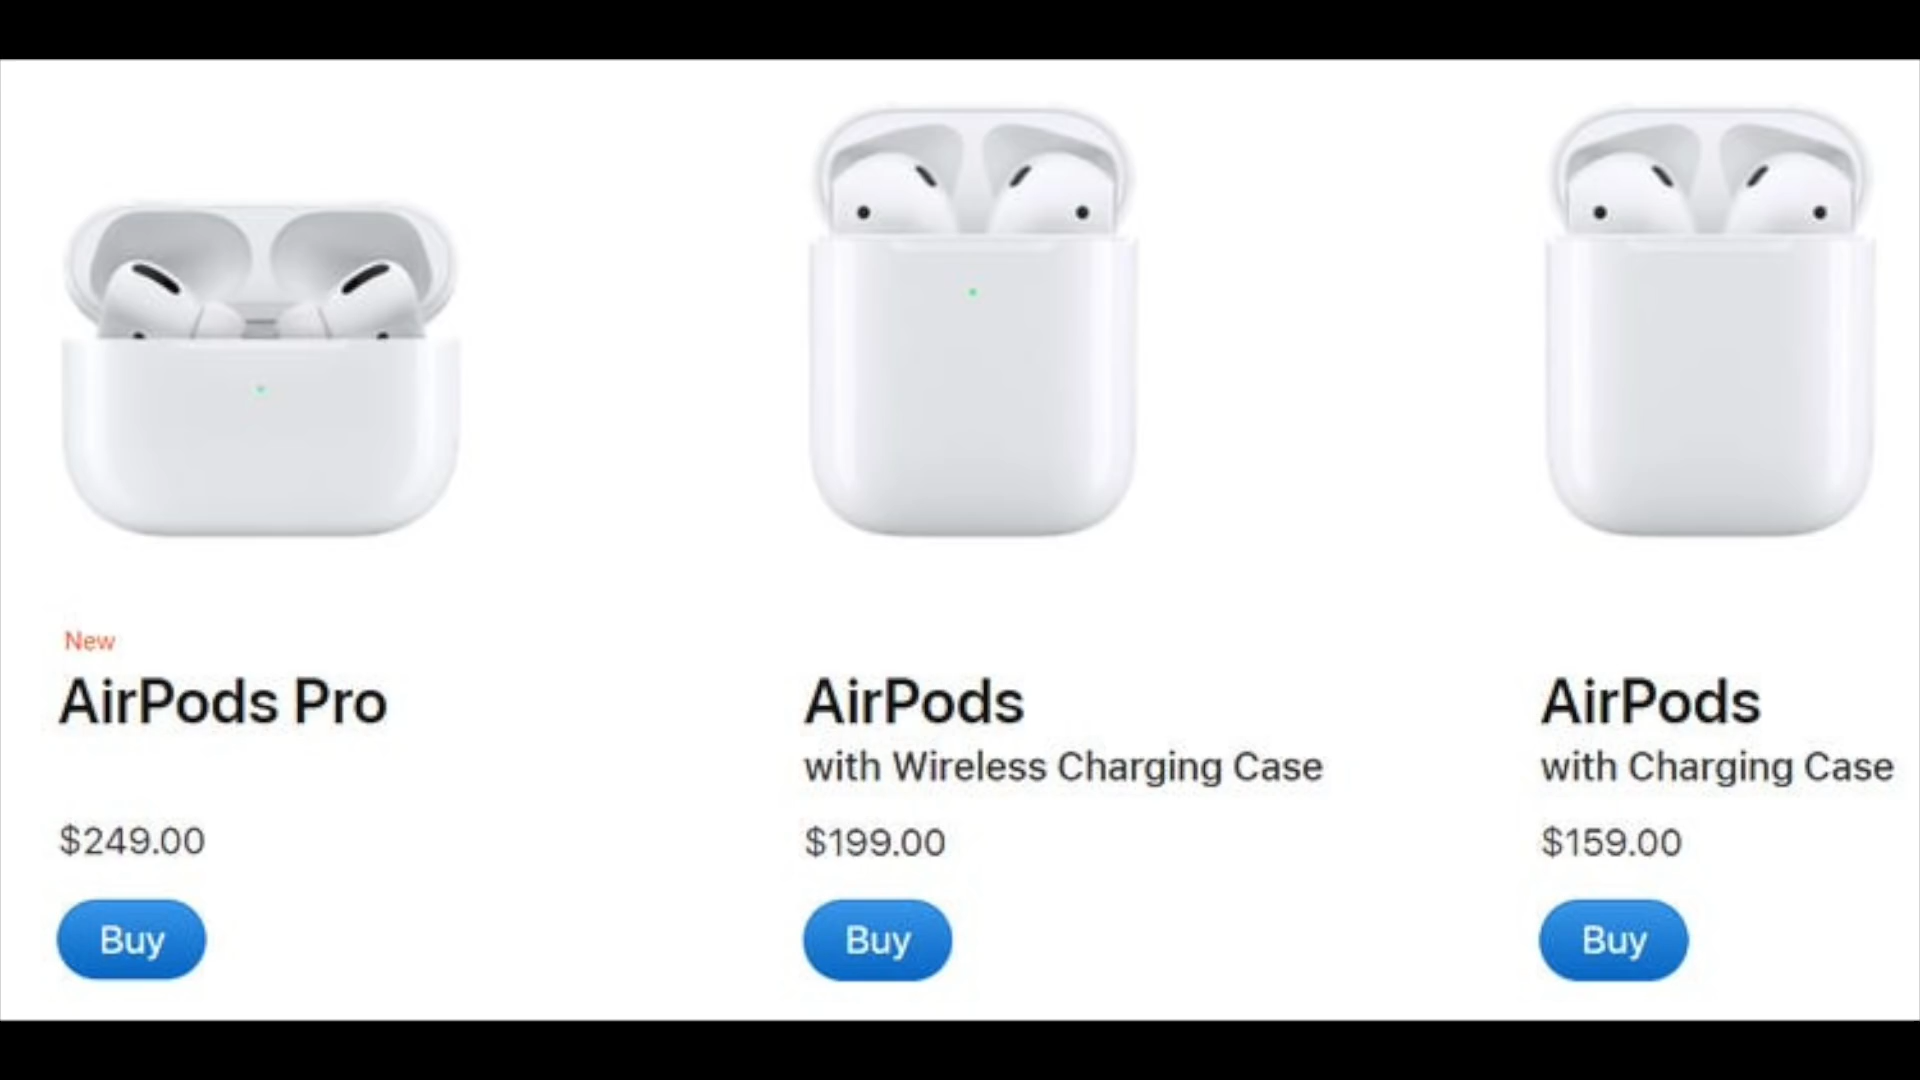 New
AirPods Pro
$249.00
Buy
AirPods
with Wireless Charging Case
$199.00
Buy
AirPods
with Charging Case
$159.00
Buy